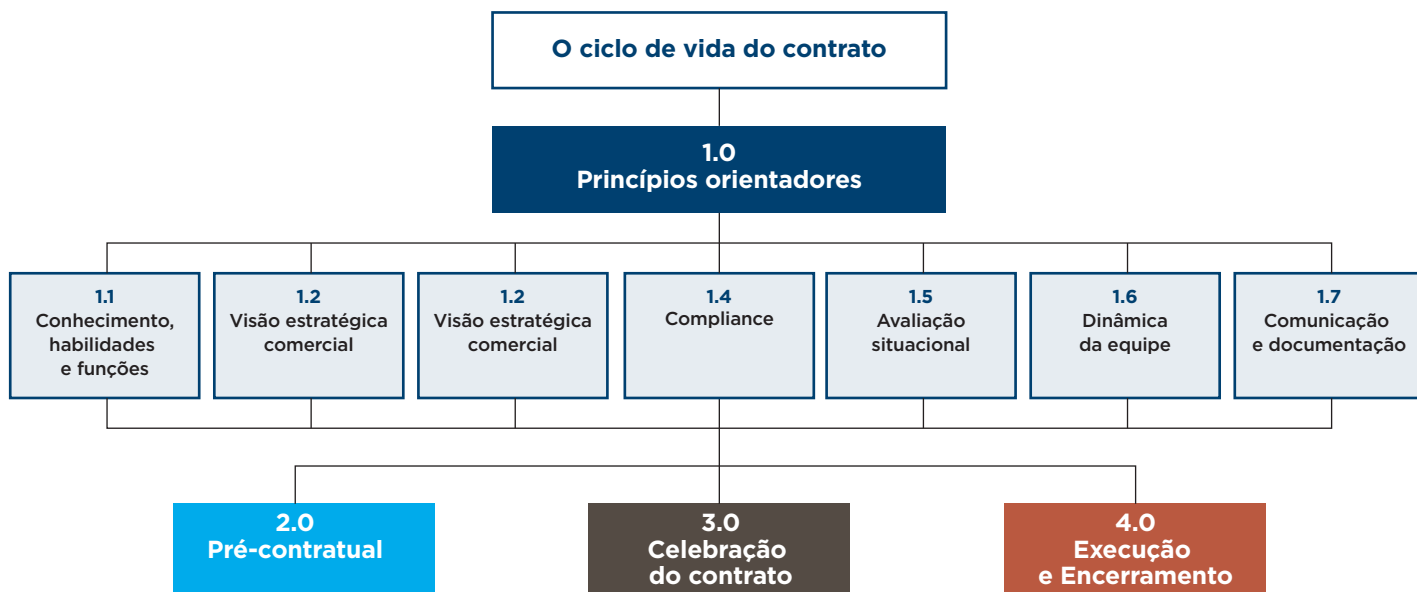 O ciclo de vida do contrato
1.0
Princípios orientadores
1.1
Conhecimento,
habilidades
e funções
1.2
Visão estratégica
comercial
1.2
Visão estratégica
comercial
1.4
Compliance
1.5
Avaliação
situacional
1.6
Dinâmica
da equipe
1.7
Comunicação
e documentação
2.0
Pré-contratual
3.0
Celebração
do contrato
4.0
Execução
e Encerramento